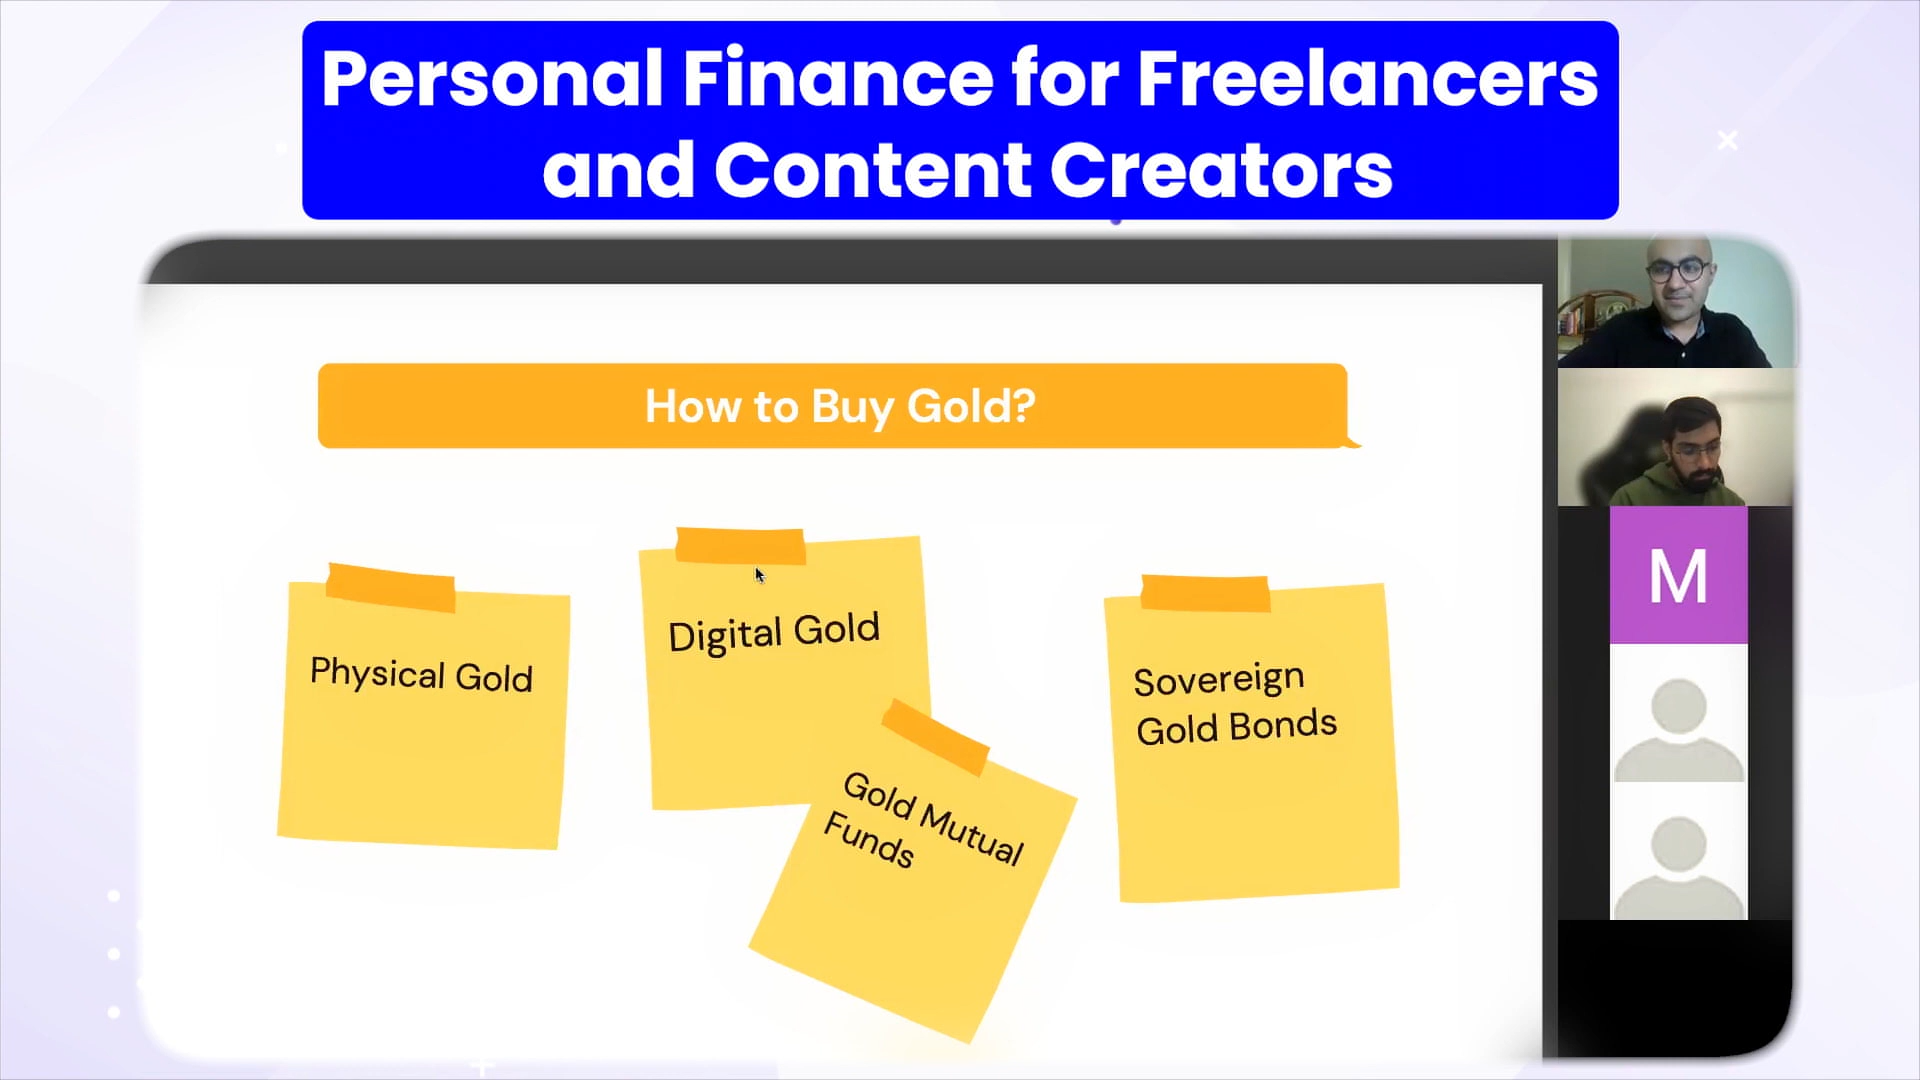 Personal Finance for Freelancers
and Content Creators
How to Buy Gold?
Physical Gold
Digital Gold
Gold Mutual
Funds
Sovereign
Gold Bonds
M